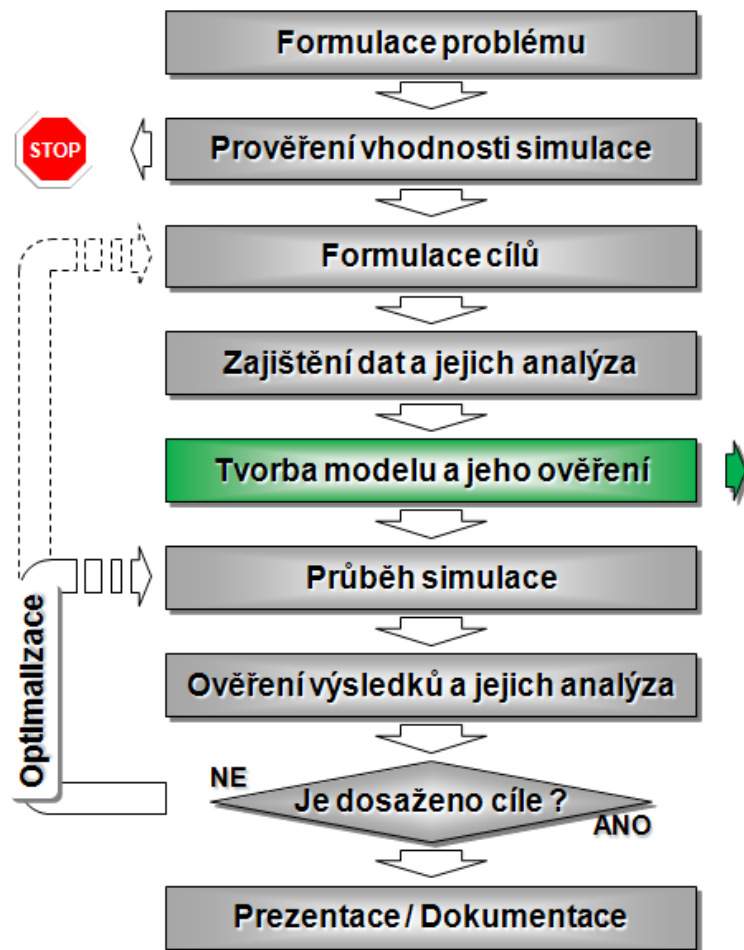 Formulace problému
STOP
Prověření vhodnosti simulace
Formulace cílů
Zajištění dat a jejich analýza
Tvorba modelu a jeho ověření
Průběh simulace
Optimalizace
Ověření výsledků a jejich analýza
NE
Je dosaženo cíle ?
ANO
Prezentace / Dokumentace